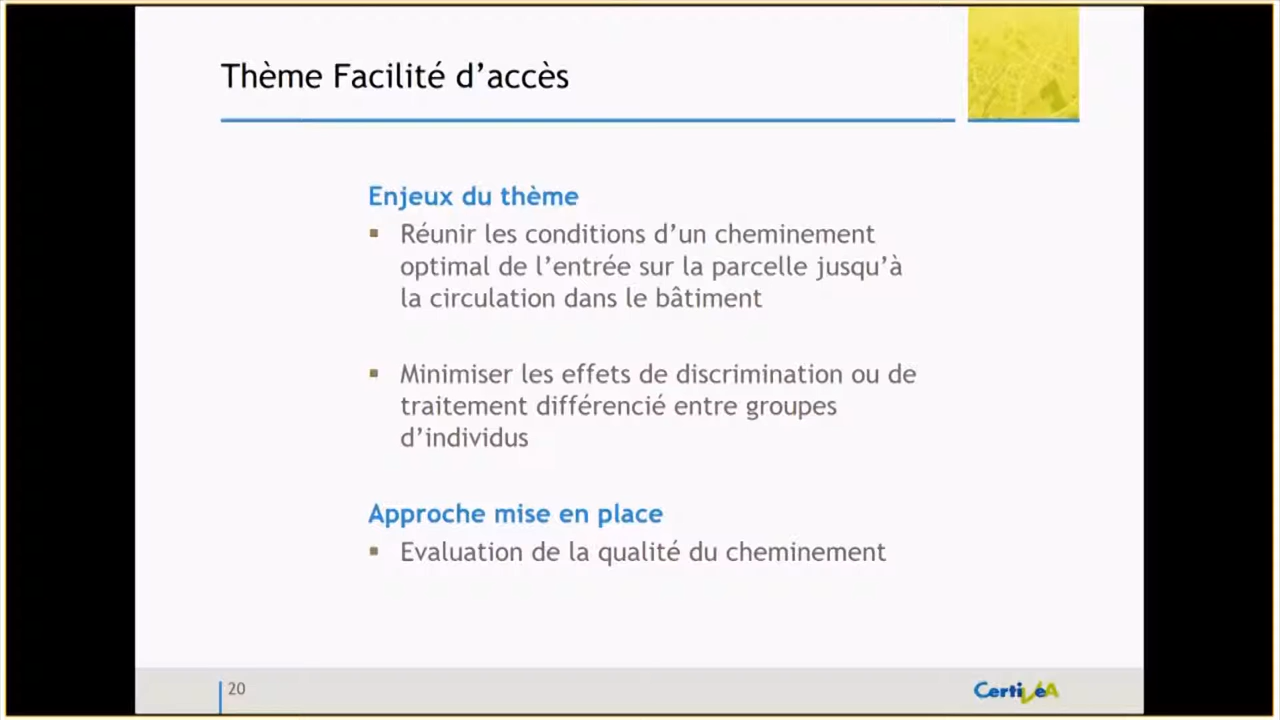 Thème Facilité d’accès
Enjeux du thème
▪ Réunir les conditions d’un cheminement
optimal de l’entrée sur la parcelle jusqu’à
la circulation dans le bâtiment
▪ Minimiser les effets de discrimination ou de
traitement différencié entre groupes
d’individus
Approche mise en place
▪ Evaluation de la qualité du cheminement
20
CertiVéA